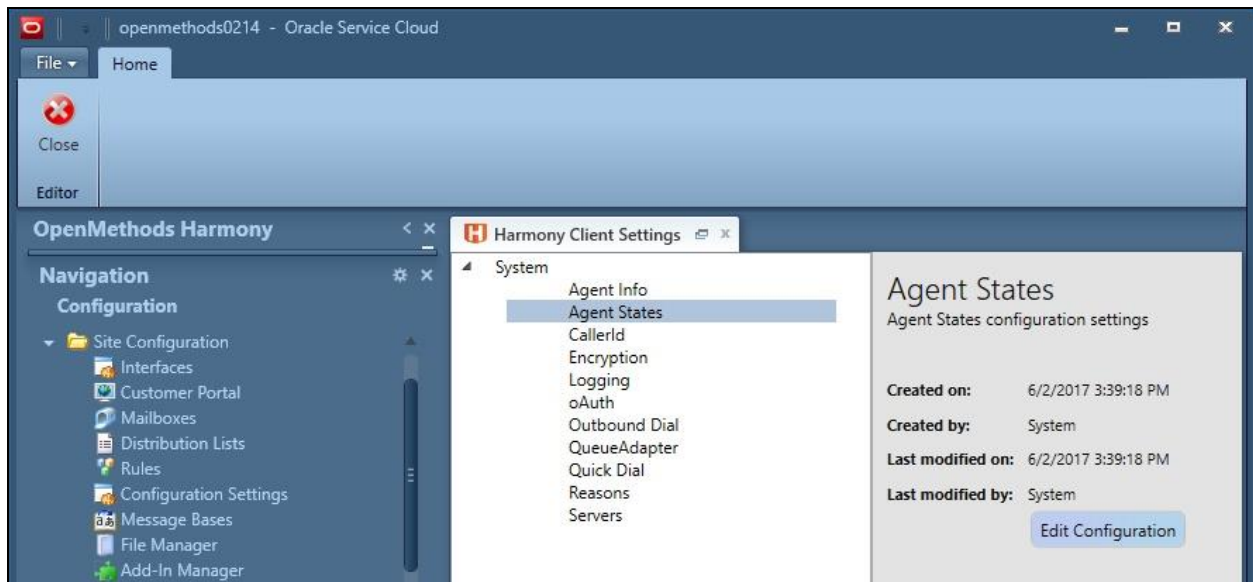 openmethods0214 - Oracle Service Cloud
File
Home
Close
Editor
OpenMethods Harmony
Navigation
Configuration
Site Configuration
Interfaces
Customer Portal
Mailboxes
Distribution Lists
Rules
Configuration Settings
Message Bases
File Manager
Add-In Manager
Harmony Client Settings
System
Agent Info
Agent States
CallerId
Encryption
Logging
oAuth
Outbound Dial
QueueAdapter
Quick Dial
Reasons
Servers
Agent States
Agent States configuration settings
Created on: 6/2/2017 3:39:18 PM
Created by: System
Last modified on: 6/2/2017 3:39:18 PM
Last modified by: System
Edit Configuration